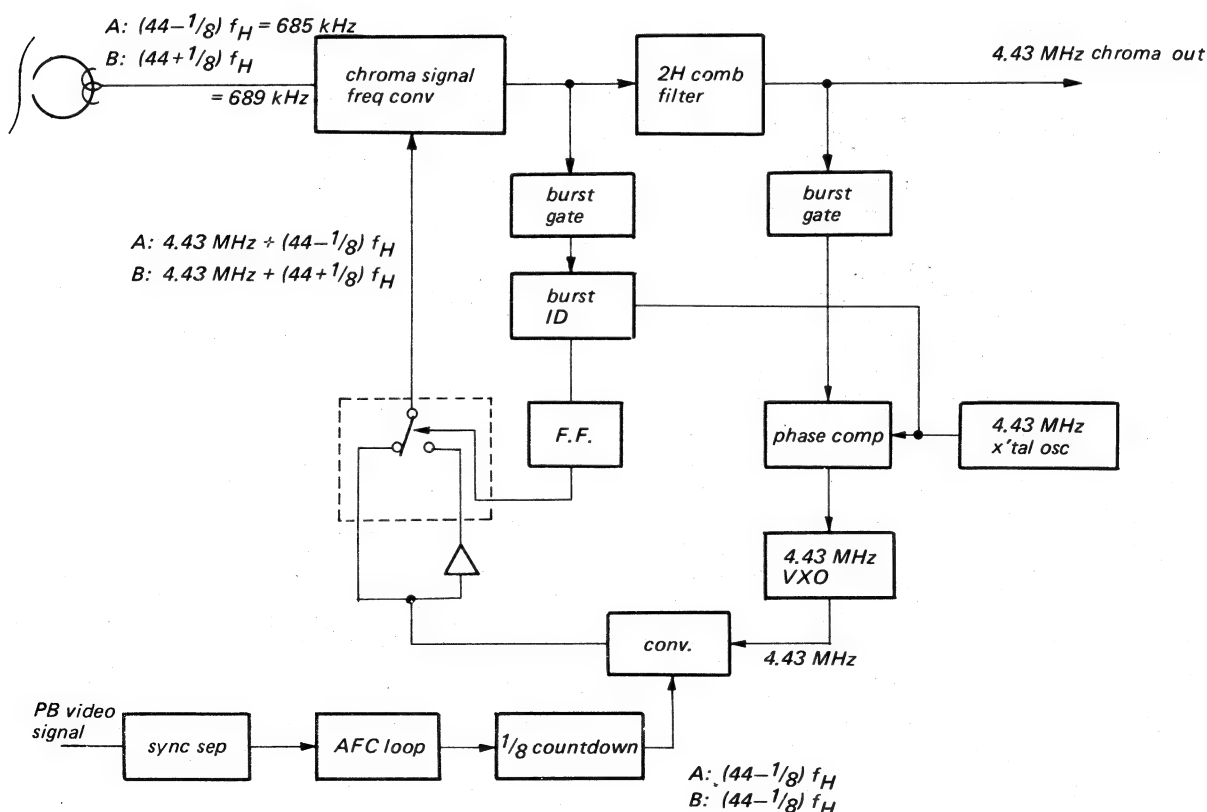 A: (44–1/8) fH = 685 kHz
B: (44+1/8) fH
= 689 kHz
chroma signal
freq conv
2H comb
filter
4.43 MHz chroma out
burst
gate
burst
gate
A: 4.43 MHz ÷ (44–1/8) fH
B: 4.43 MHz + (44+1/8) fH
burst
ID
F.F.
phase comp
4.43 MHz
x'tal osc
4.43 MHz
VXO
conv.
4.43 MHz
PB video
signal
sync sep
AFC loop
1/8 countdown
A: (44–1/8) fH
B: (44–1/8) fH